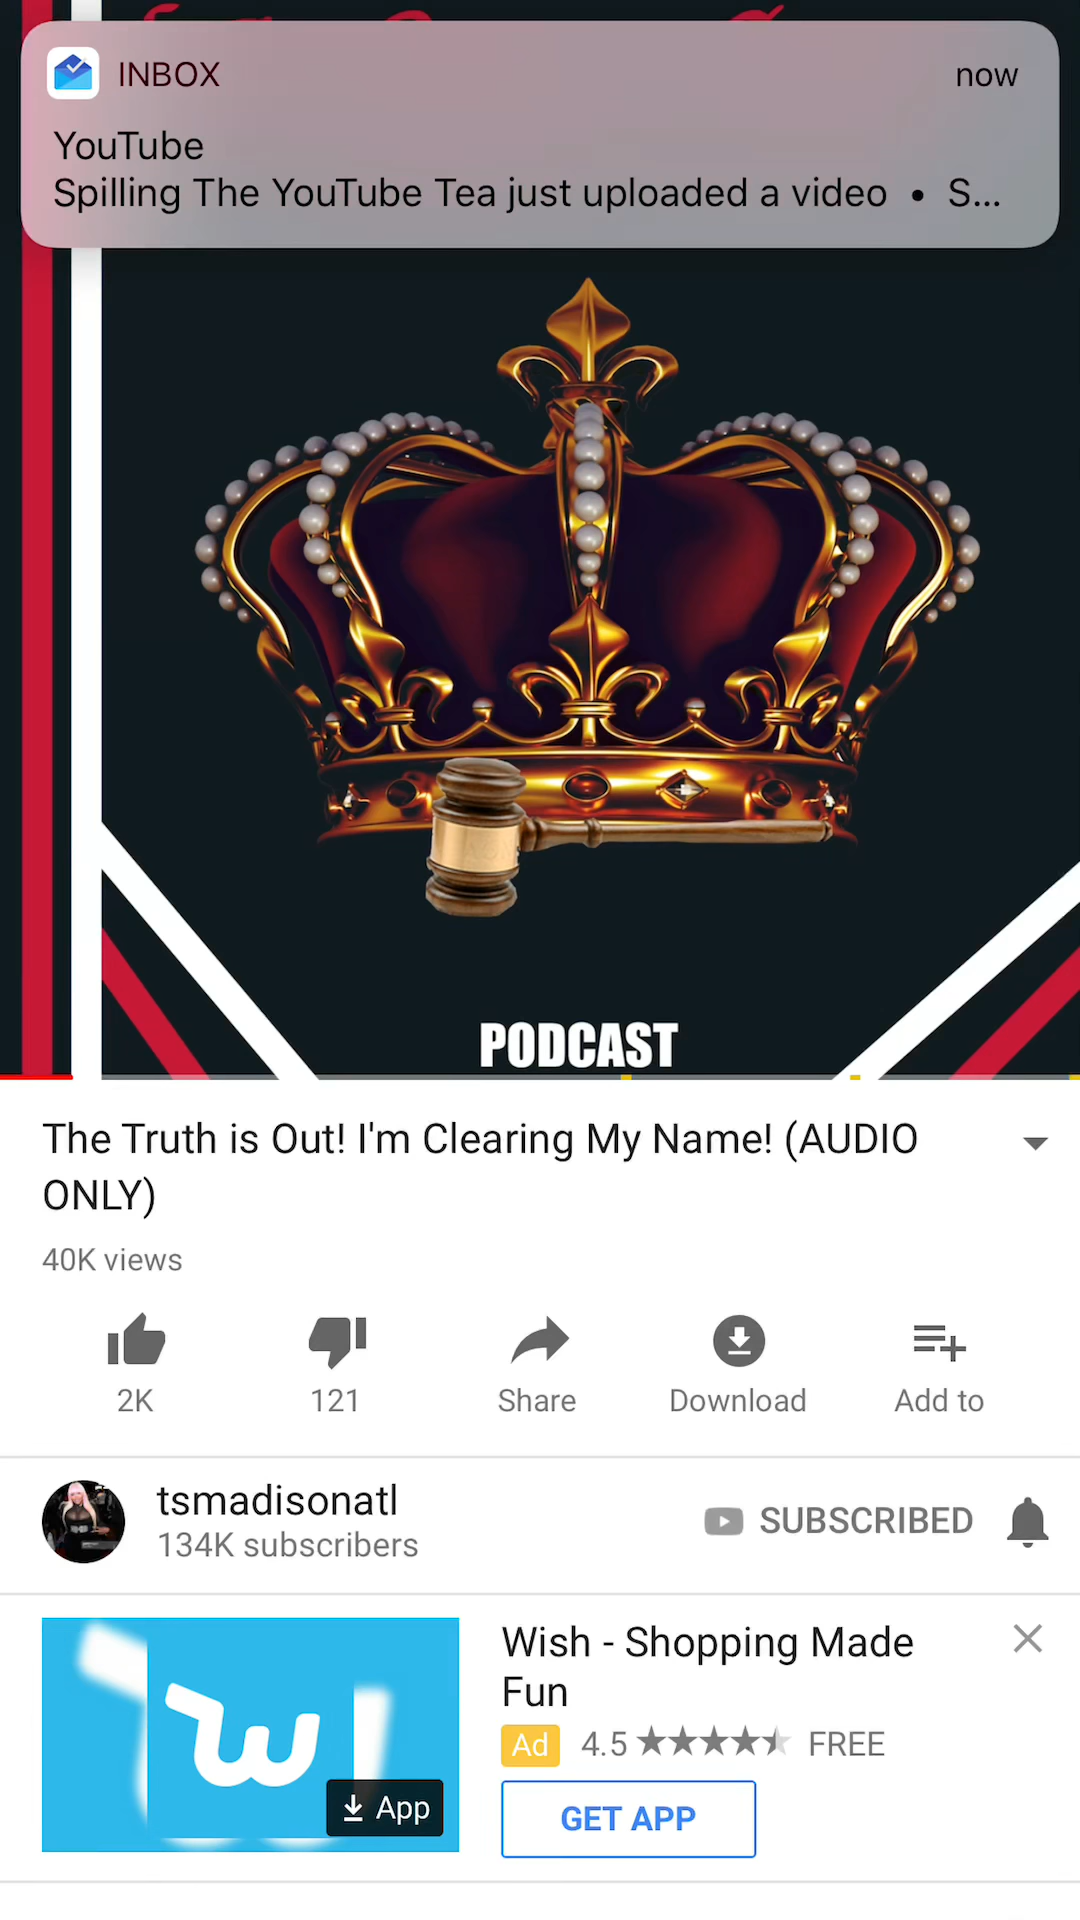 INBOX
now
YouTube
Spilling The YouTube Tea just uploaded a video • S...
PODCAST
The Truth is Out! I'm Clearing My Name! (AUDIO
ONLY)
40K views
2K
121
Share
Download
Add to
tsmadisonatl
134K subscribers
SUBSCRIBED
Wish - Shopping Made
Fun
Ad 4.5 FREE
App
GET APP